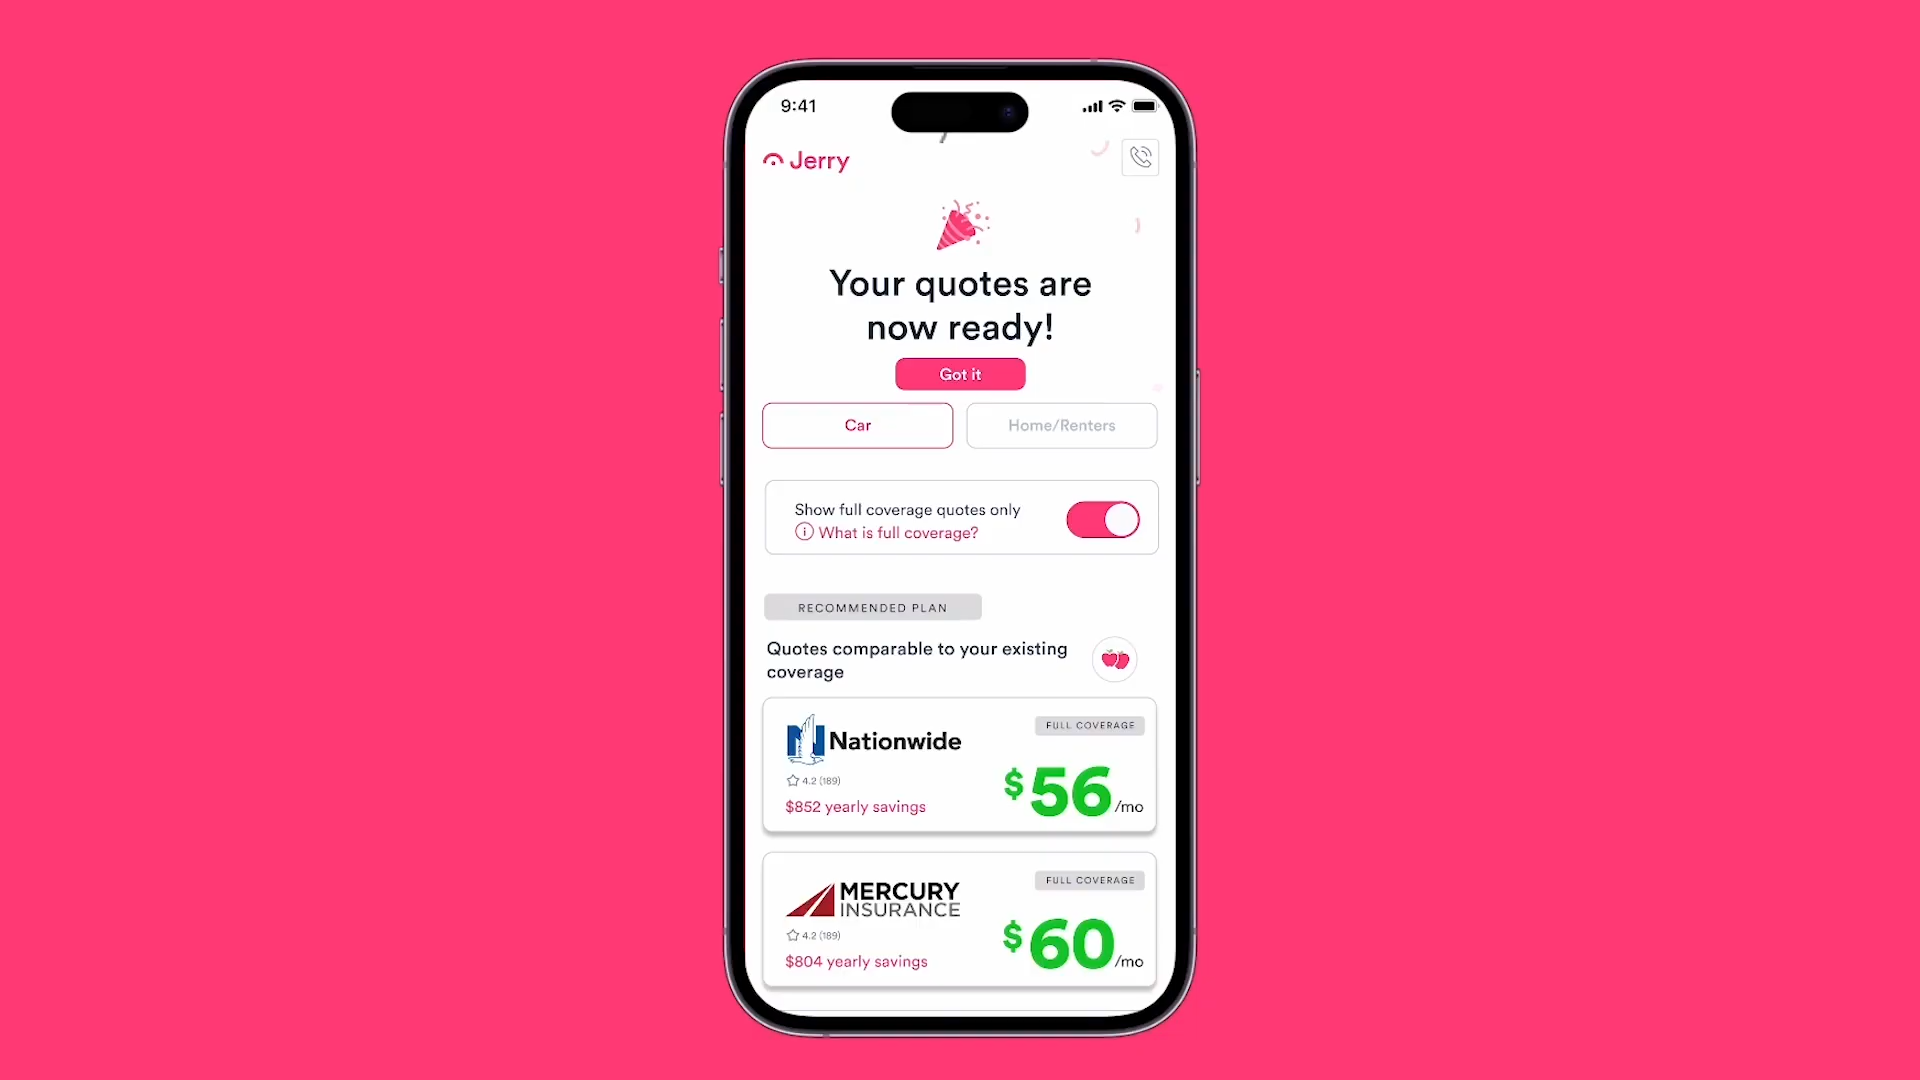 9:41
Jerry
Your quotes are
now ready!
Got it
Car
Home/Renters
Show full coverage quotes only
What is full coverage?
RECOMMENDED PLAN
Quotes comparable to your existing
coverage
Nationwide
FULL COVERAGE
4.2 (189)
$852 yearly savings
$56/mo
MERCURY
INSURANCE
FULL COVERAGE
4.2 (189)
$804 yearly savings
$60/mo